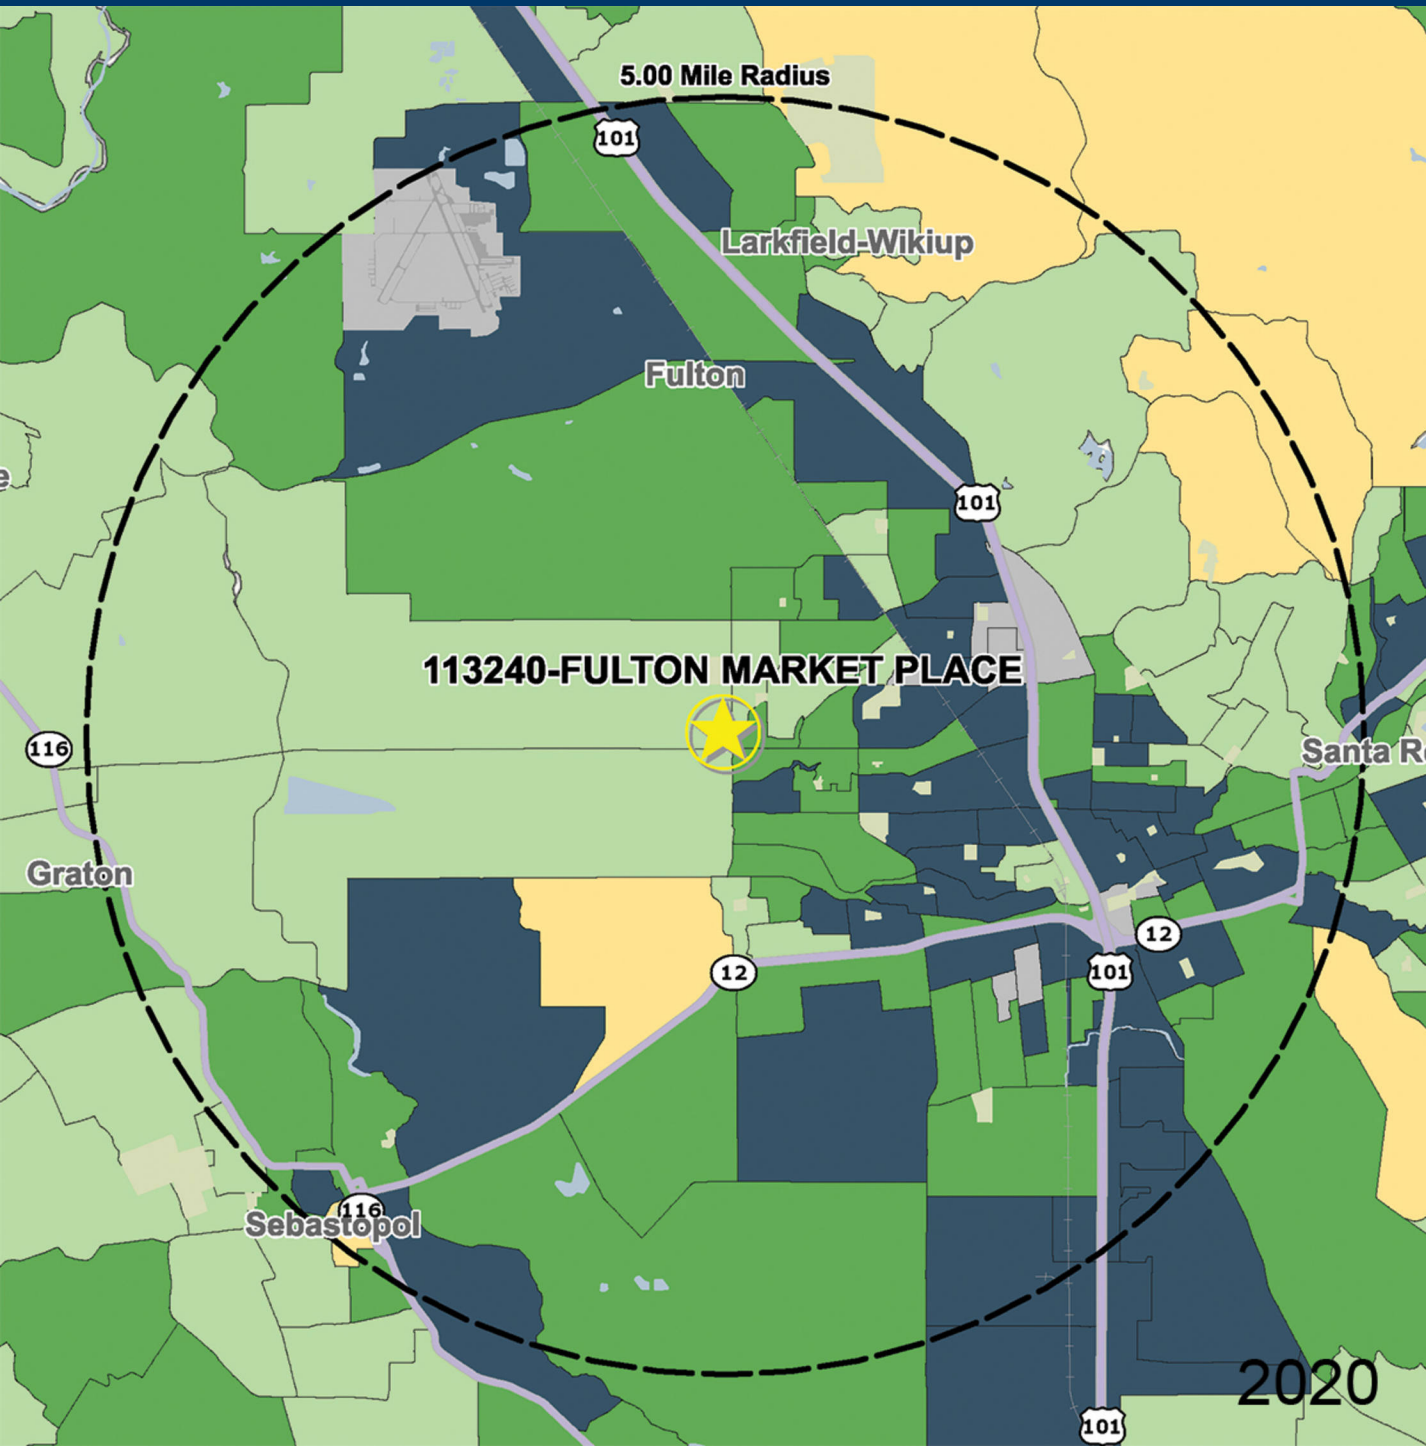 5.00 Mile Radius
101
Larkfield-Wikiup
Fulton
e
101
113240-FULTON MARKET PLACE
116
Santa R
Graton
12
12
101
116
Sebastopol
2020
101